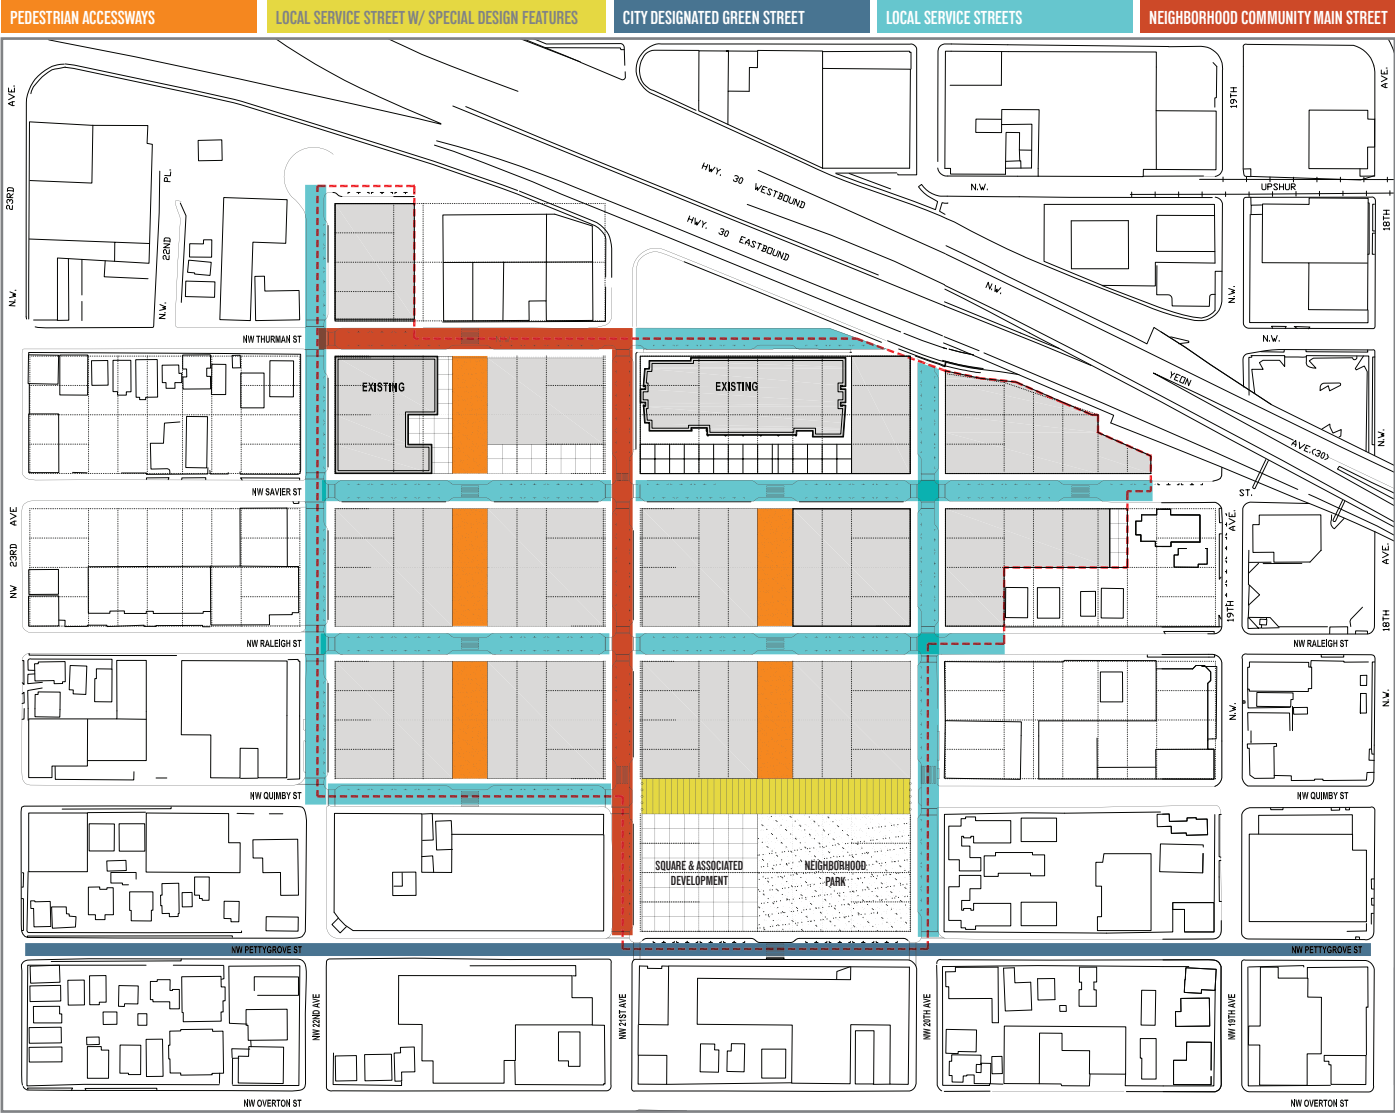 PEDESTRIAN ACCESSWAYS
LOCAL SERVICE STREET W/ SPECIAL DESIGN FEATURES
CITY DESIGNATED GREEN STREET
LOCAL SERVICE STREETS
NEIGHBORHOOD COMMUNITY MAIN STREET
AVE.
23RD
N.W.
PL.
22ND
N.W.
HWY. 30 WESTBOUND
HWY. 30 EASTBOUND
N.W.
19TH
AVE.
N.W.
UPSHUR
18TH
N.W.
N.W.
NW THURMAN ST
YEON
AVE.(30)
N.W.
EXISTING
EXISTING
NW SAVIER ST
ST.
AVE
23RD
NW
AVE.
19TH
AVE.
18TH
NW RALEIGH ST
NW RALEIGH ST
N.W.
N.W.
NW QUIMBY ST
NW QUIMBY ST
SQUARE & ASSOCIATED
DEVELOPMENT
NEIGHBORHOOD
PARK
NW PETTYGROVE ST
NW PETTYGROVE ST
NW 22ND AVE
NW 21ST AVE
NW 20TH AVE
NW 19TH AVE
NW OVERTON ST
NW OVERTON ST